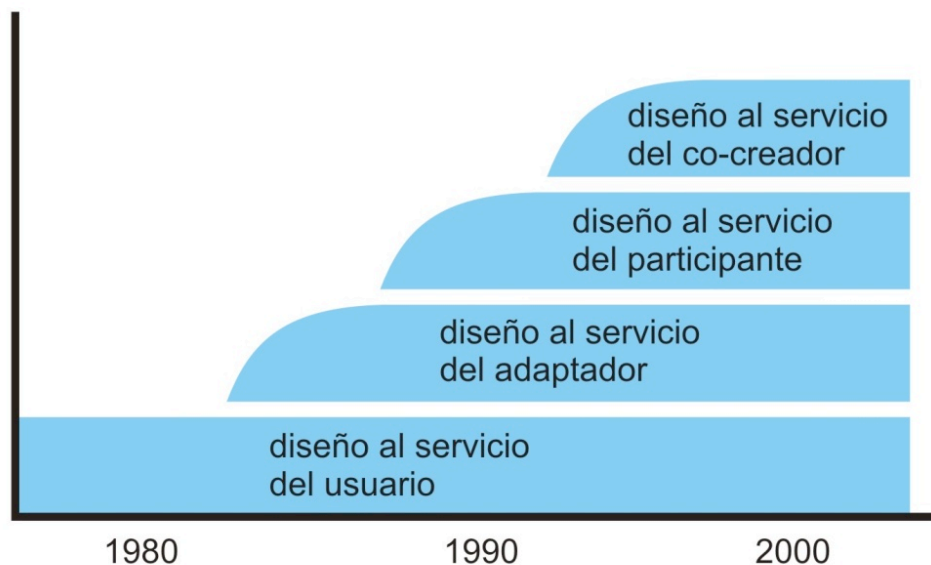 diseño al servicio
del co-creador
diseño al servicio
del participante
diseño al servicio
del adaptador
diseño al servicio
del usuario
1980 1990 2000